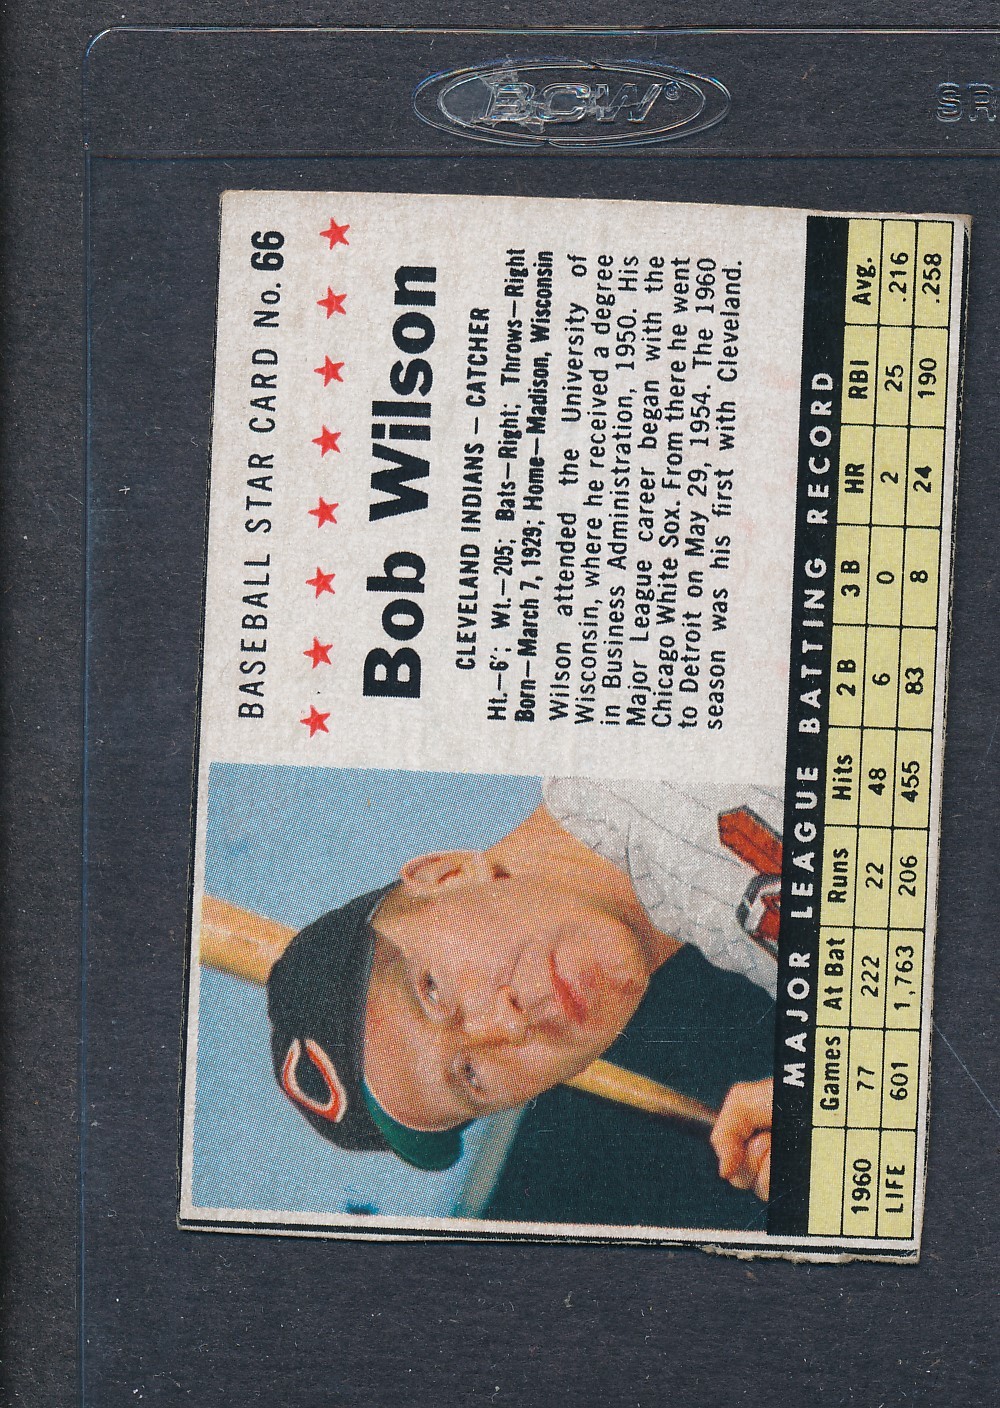 BCW®
BASEBALL STAR CARD No. 66
Bob Wilson
CLEVELAND INDIANS – CATCHER
Ht.—6'; Wt.—205; Bats—Right; Throws—Right
Born—March 7, 1929; Home—Madison, Wisconsin
Wilson attended the University of
Wisconsin, where he received a degree
in Business Administration, 1950. His
Major League career began with the
Chicago White Sox. From there he went
to Detroit on May 29, 1954. The 1960
season was his first with Cleveland.
MAJOR LEAGUE BATTING RECORD
Games At Bat Runs Hits 2 B 3 B HR RBI Avg.
1960 77 222 22 48 6 0 2 25 .216
LIFE 601 1,763 206 455 83 8 24 190 .258